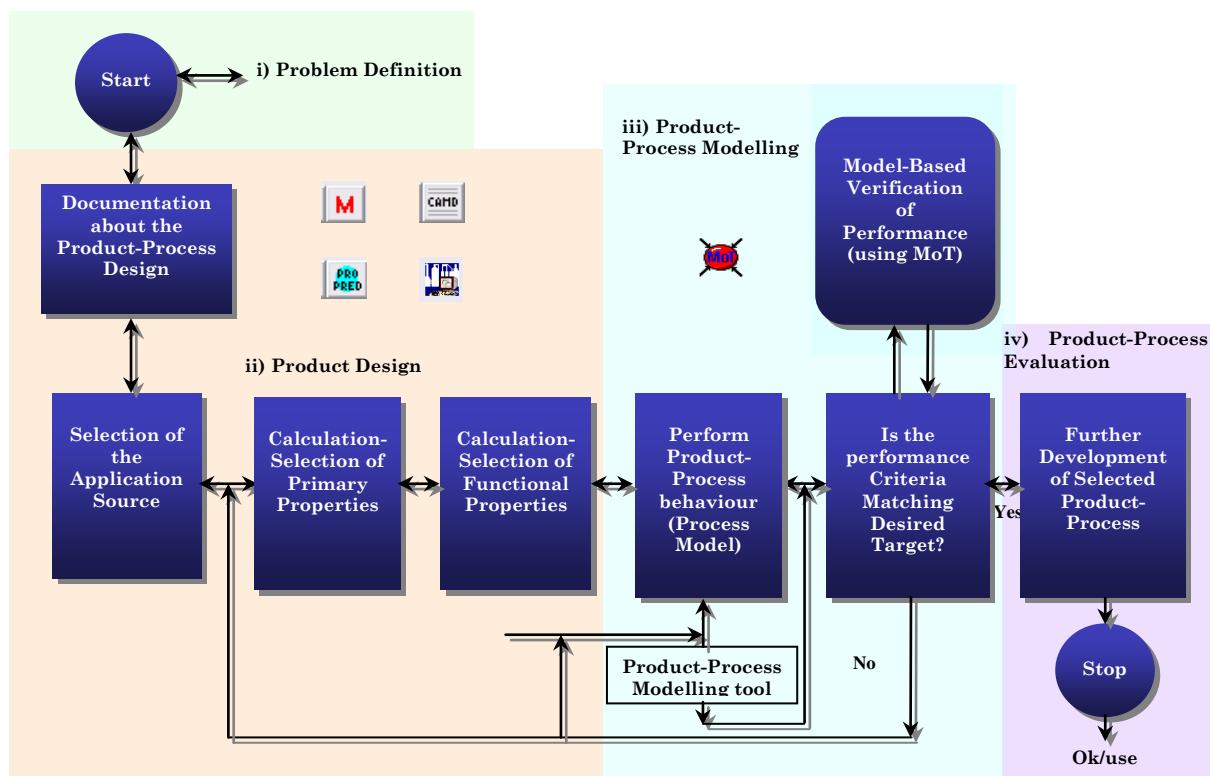 Start
i) Problem Definition
Documentation
about the
Product-Process
Design
M
CAMD
PRO
PRED
ii) Product Design
iii) Product-
Process Modelling
MoT
Model-Based
Verification
of
Performance
(using MoT)
iv) Product-Process
Evaluation
Selection of
the
Application
Source
Calculation-
Selection of
Primary
Properties
Calculation-
Selection of
Functional
Properties
Perform
Product-
Process
behaviour
(Process
Model)
Is the
performance
Criteria
Matching
Desired
Target?
Yes
Further
Development
of Selected
Product-
Process
Product-Process
Modelling tool
No
Stop
Ok/use